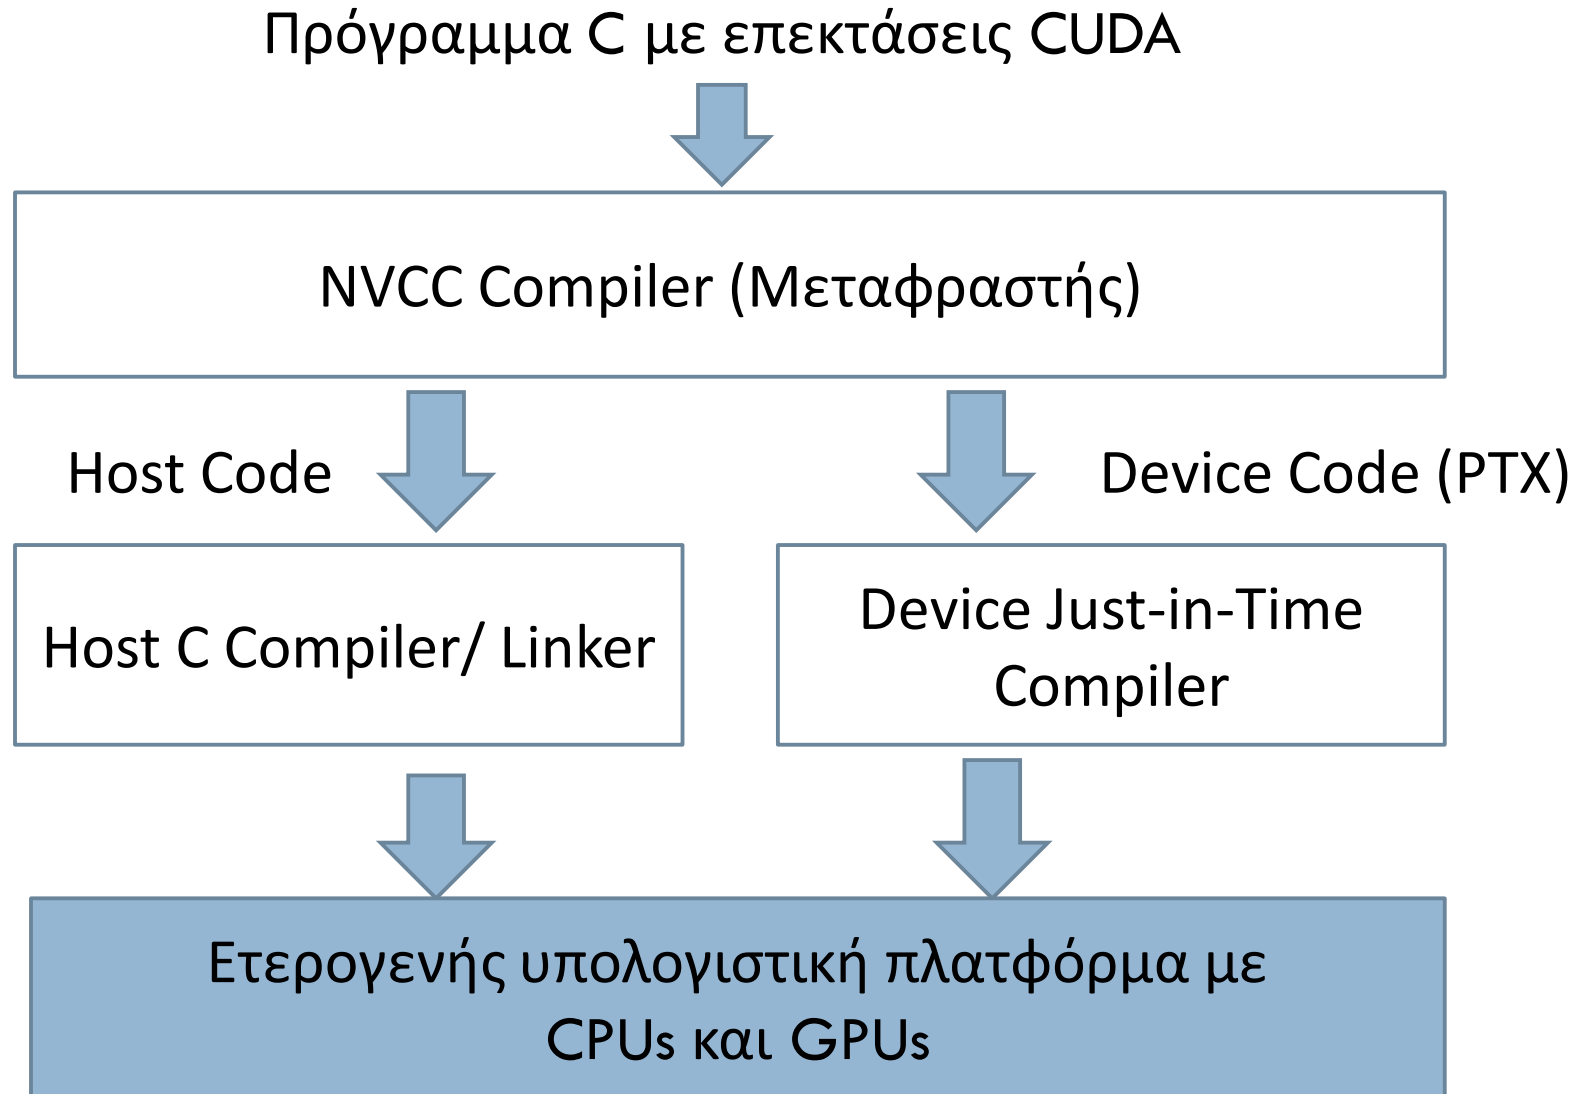 Πρόγραμμα C με επεκτάσεις CUDA
NVCC Compiler (Μεταφραστής)
Host Code
Device Code (PTX)
Host C Compiler/ Linker
Device Just-in-Time
Compiler
Ετερογενής υπολογιστική πλατφόρμα με
CPUs και GPUs